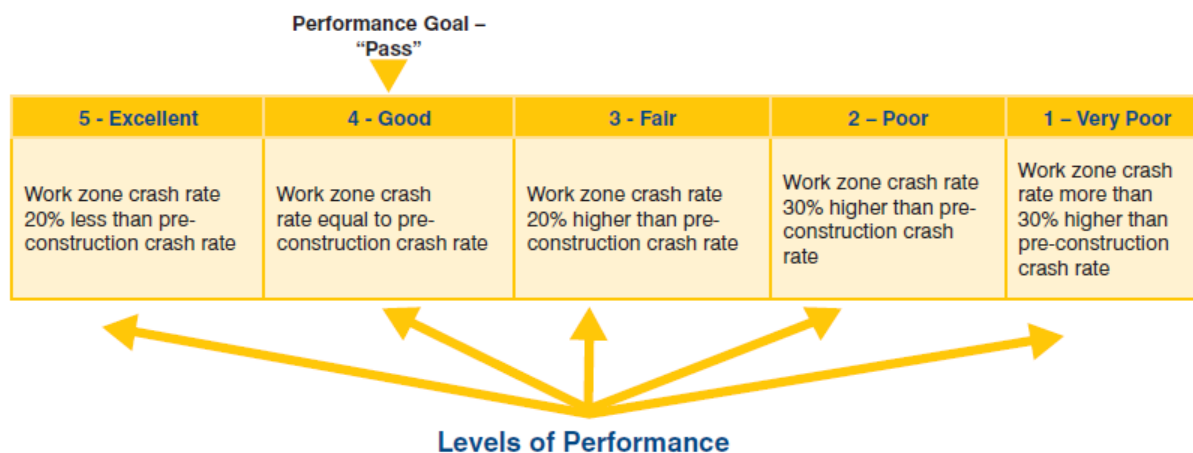 Performance Goal –
“Pass”
5 - Excellent
4 - Good
3 - Fair
2 – Poor
1 – Very Poor
Work zone crash rate
20% less than pre-
construction crash rate
Work zone crash
rate equal to pre-
construction crash rate
Work zone crash rate
20% higher than pre-
construction crash rate
Work zone crash rate
30% higher than pre-
construction crash
rate
Work zone crash
rate more than
30% higher than
pre-construction
crash rate
Levels of Performance